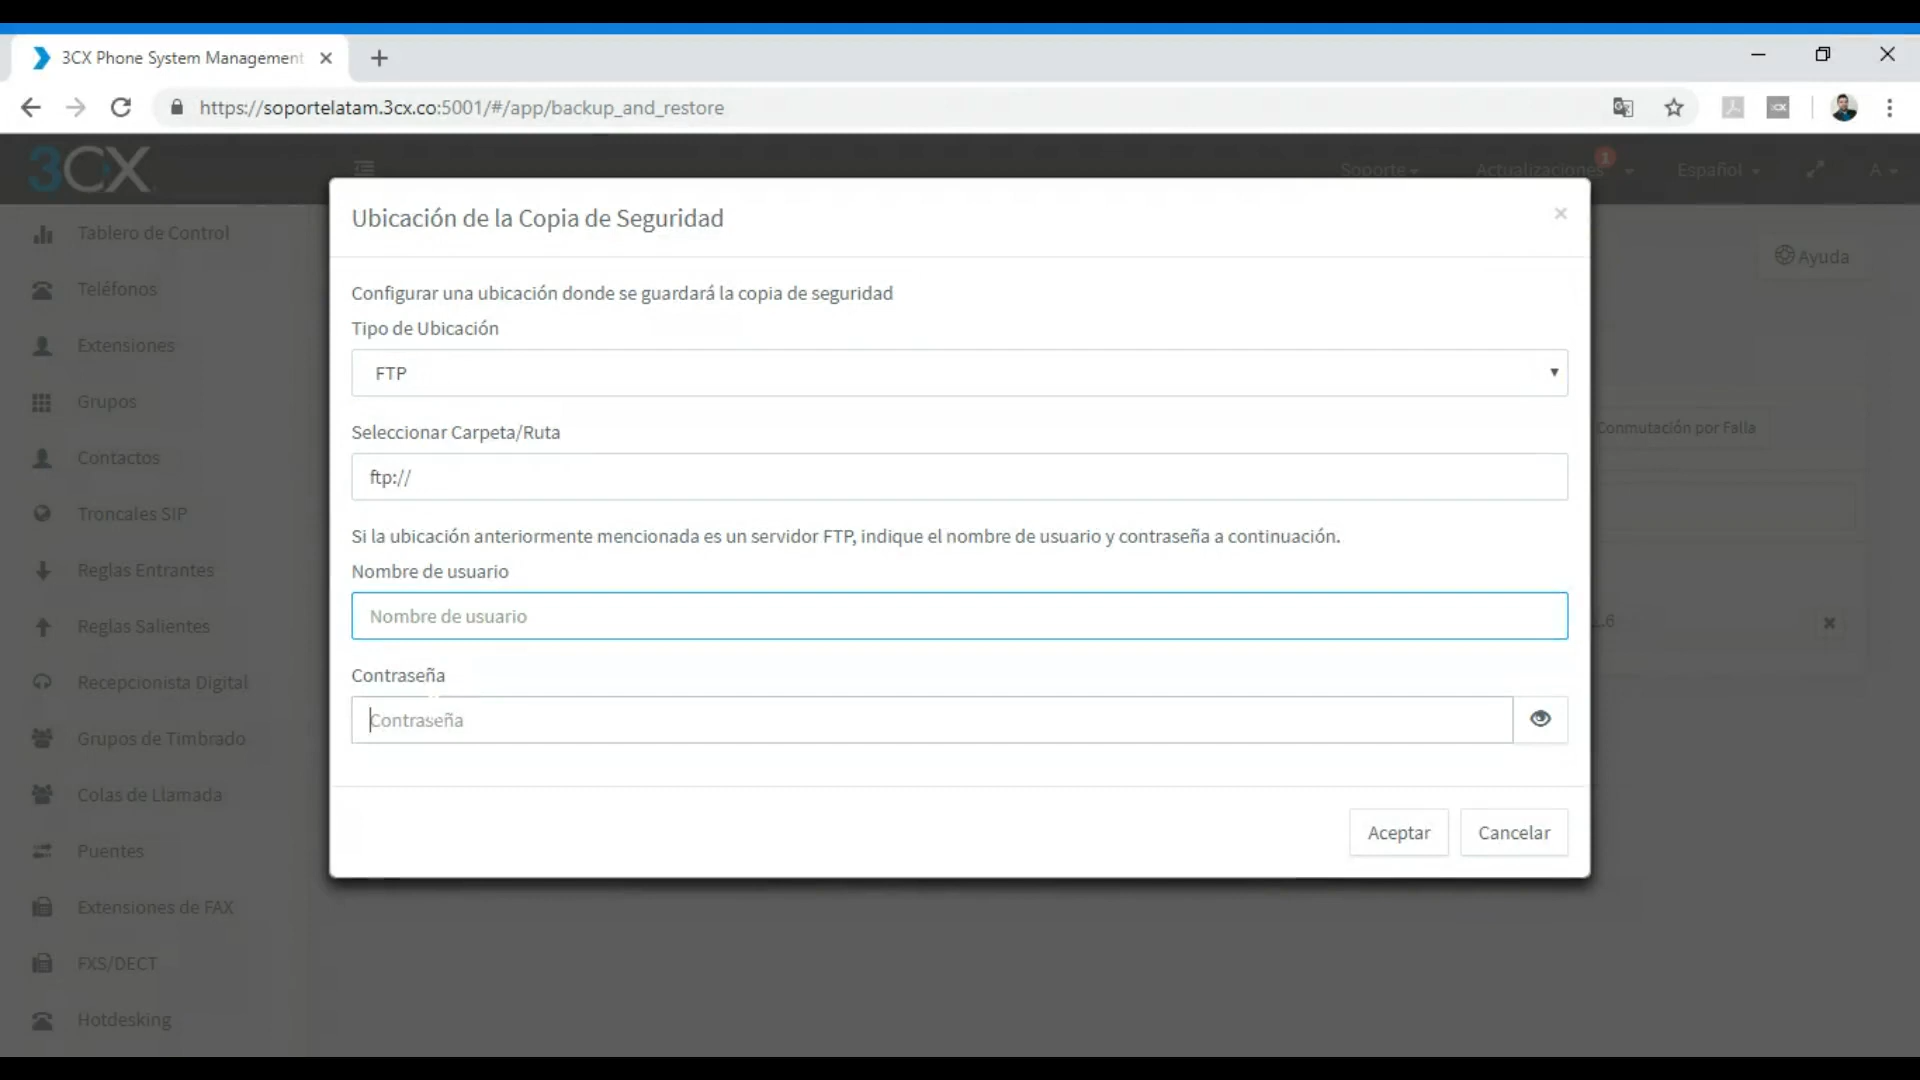 3CX Phone System Management
https://soportelatam.3cx.co:5001/#/app/backup_and_restore
3CX
Soporte
Actualizaciones
1
Español
A
Tablero de Control
Teléfonos
Extensiones
Grupos
Contactos
Troncales SIP
Reglas Entrantes
Reglas Salientes
Recepcionista Digital
Grupos de Timbrado
Colas de Llamada
Puentes
Extensiones de FAX
FXS/DECT
Hotdesking
Ayuda
Conmutación por Falla
Ubicación de la Copia de Seguridad
Configurar una ubicación donde se guardará la copia de seguridad
Tipo de Ubicación
FTP
Seleccionar Carpeta/Ruta
ftp://
Si la ubicación anteriormente mencionada es un servidor FTP, indique el nombre de usuario y contraseña a continuación.
Nombre de usuario
Nombre de usuario
Contraseña
Contraseña
Aceptar
Cancelar